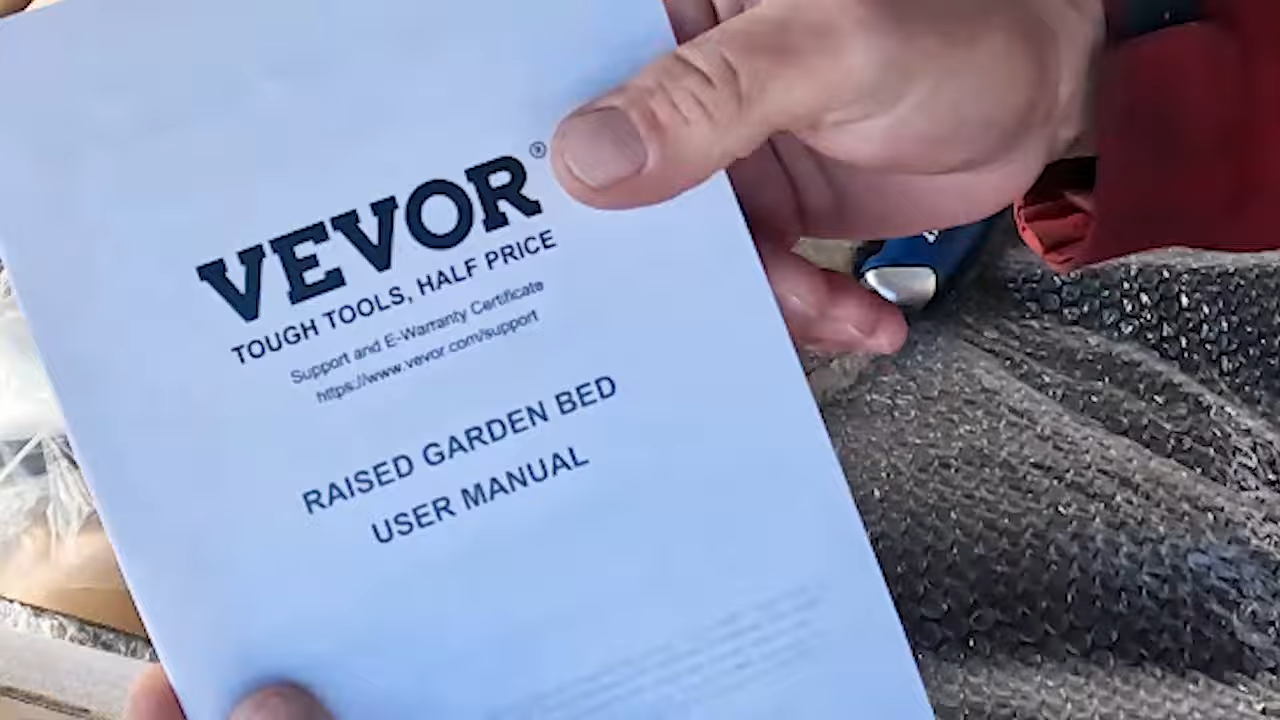 VEVOR®
TOUGH TOOLS, HALF PRICE
Support and E-Warranty Certificate
https://www.vevor.com/support
RAISED GARDEN BED
USER MANUAL